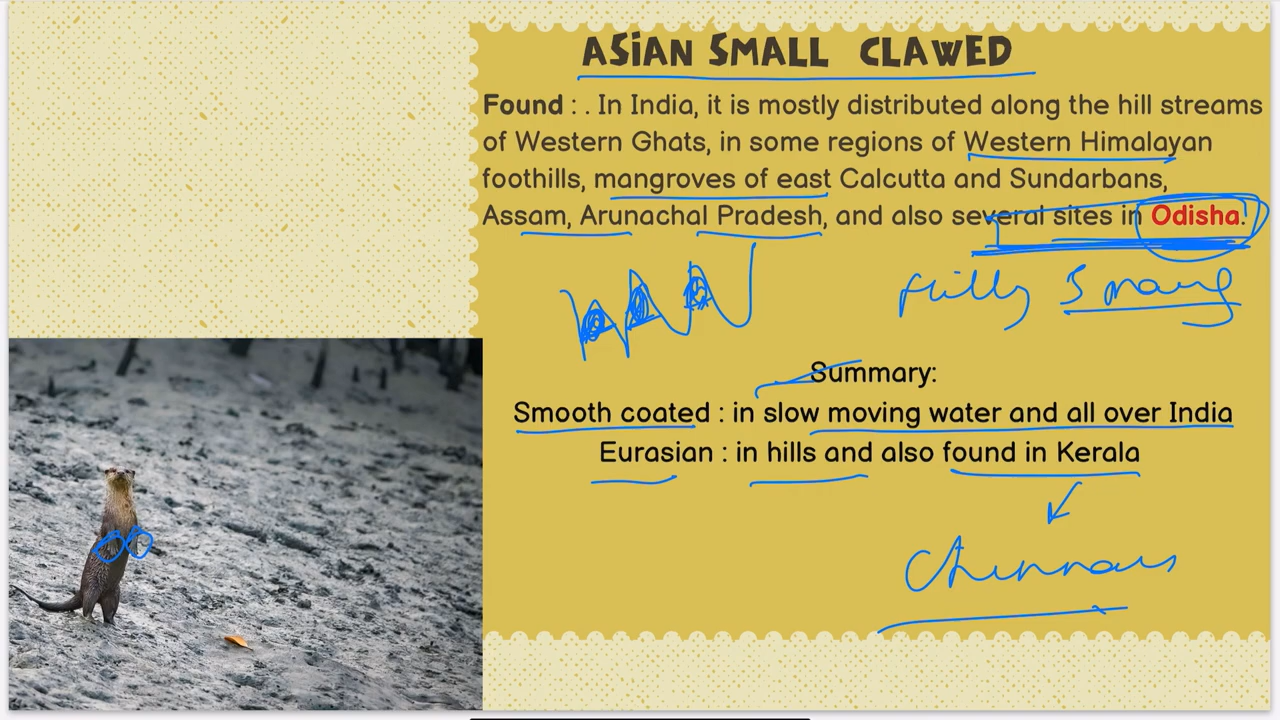 ASiAN SMALL CLAWED
Found : . In India, it is mostly distributed along the hill streams
of Western Ghats, in some regions of Western Himalayan
foothills, mangroves of east Calcutta and Sundarbans,
Assam, Arunachal Pradesh, and also several sites in Odisha.
Summary:
Smooth coated : in slow moving water and all over India
Eurasian : in hills and also found in Kerala